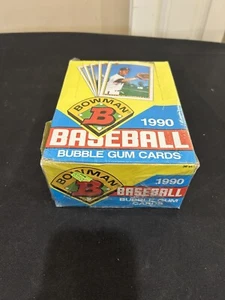 BOWMAN
B
1990
BASEBALL
BUBBLE GUM CARDS
BOWMAN
B
1990
BASEBALL
BUBBLE GUM
CARDS